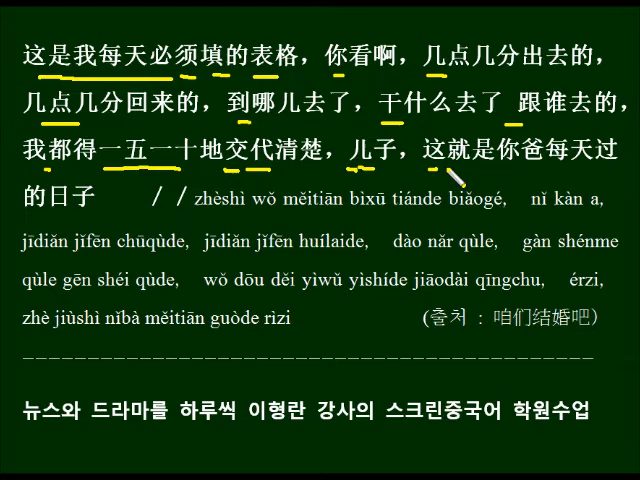 这是我每天必须填的表格，你看啊，几点几分出去的，
几点几分回来的，到哪儿去了，干什么去了 跟谁去的，
我都得一五一十地交代清楚，儿子，这就是你爸每天过
的日子 // zhèshì wǒ měitiān bìxū tiánde biǎogé, nǐ kàn a,
jīdiǎn jǐfēn chūqùde, jīdiǎn jǐfēn huílaide, dào nǎr qùle, gàn shénme
qùle gēn shéi qùde, wǒ dōu děi yìwǔ yìshíde jiāodài qīngchu, érzi,
zhè jiùshì nǐbà měitiān guòde rìzi (출처 : 咱们结婚吧)
뉴스와 드라마를 하루씩 이형란 강사의 스크린중국어 학원수업